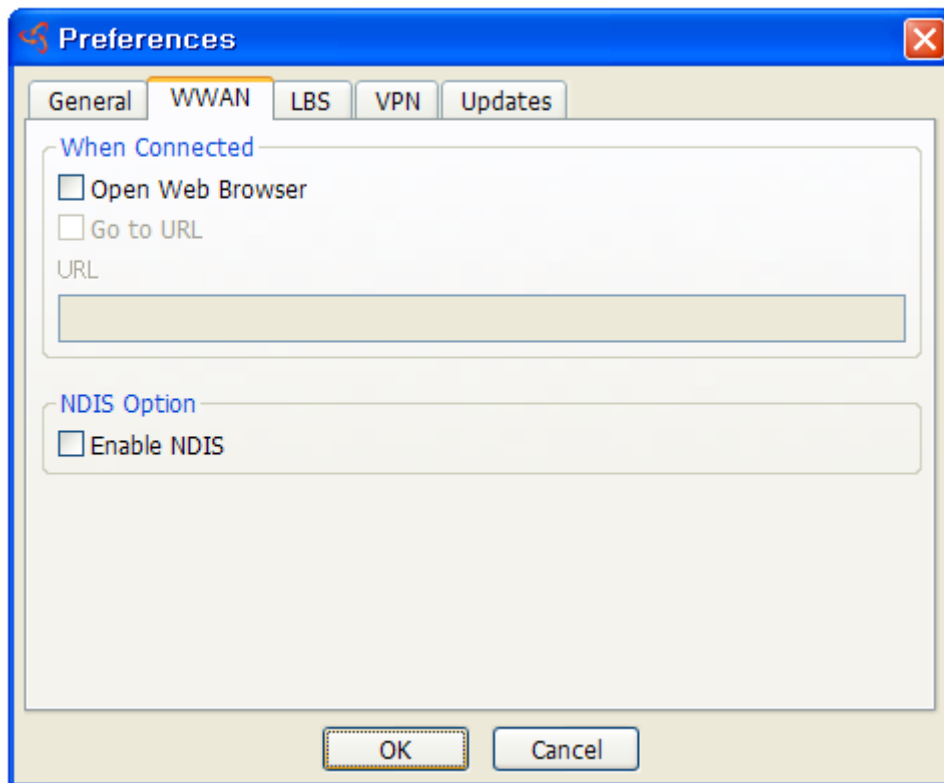 Preferences
General WWAN LBS VPN Updates
When Connected
Open Web Browser
Go to URL
URL
NDIS Option
Enable NDIS
OK Cancel